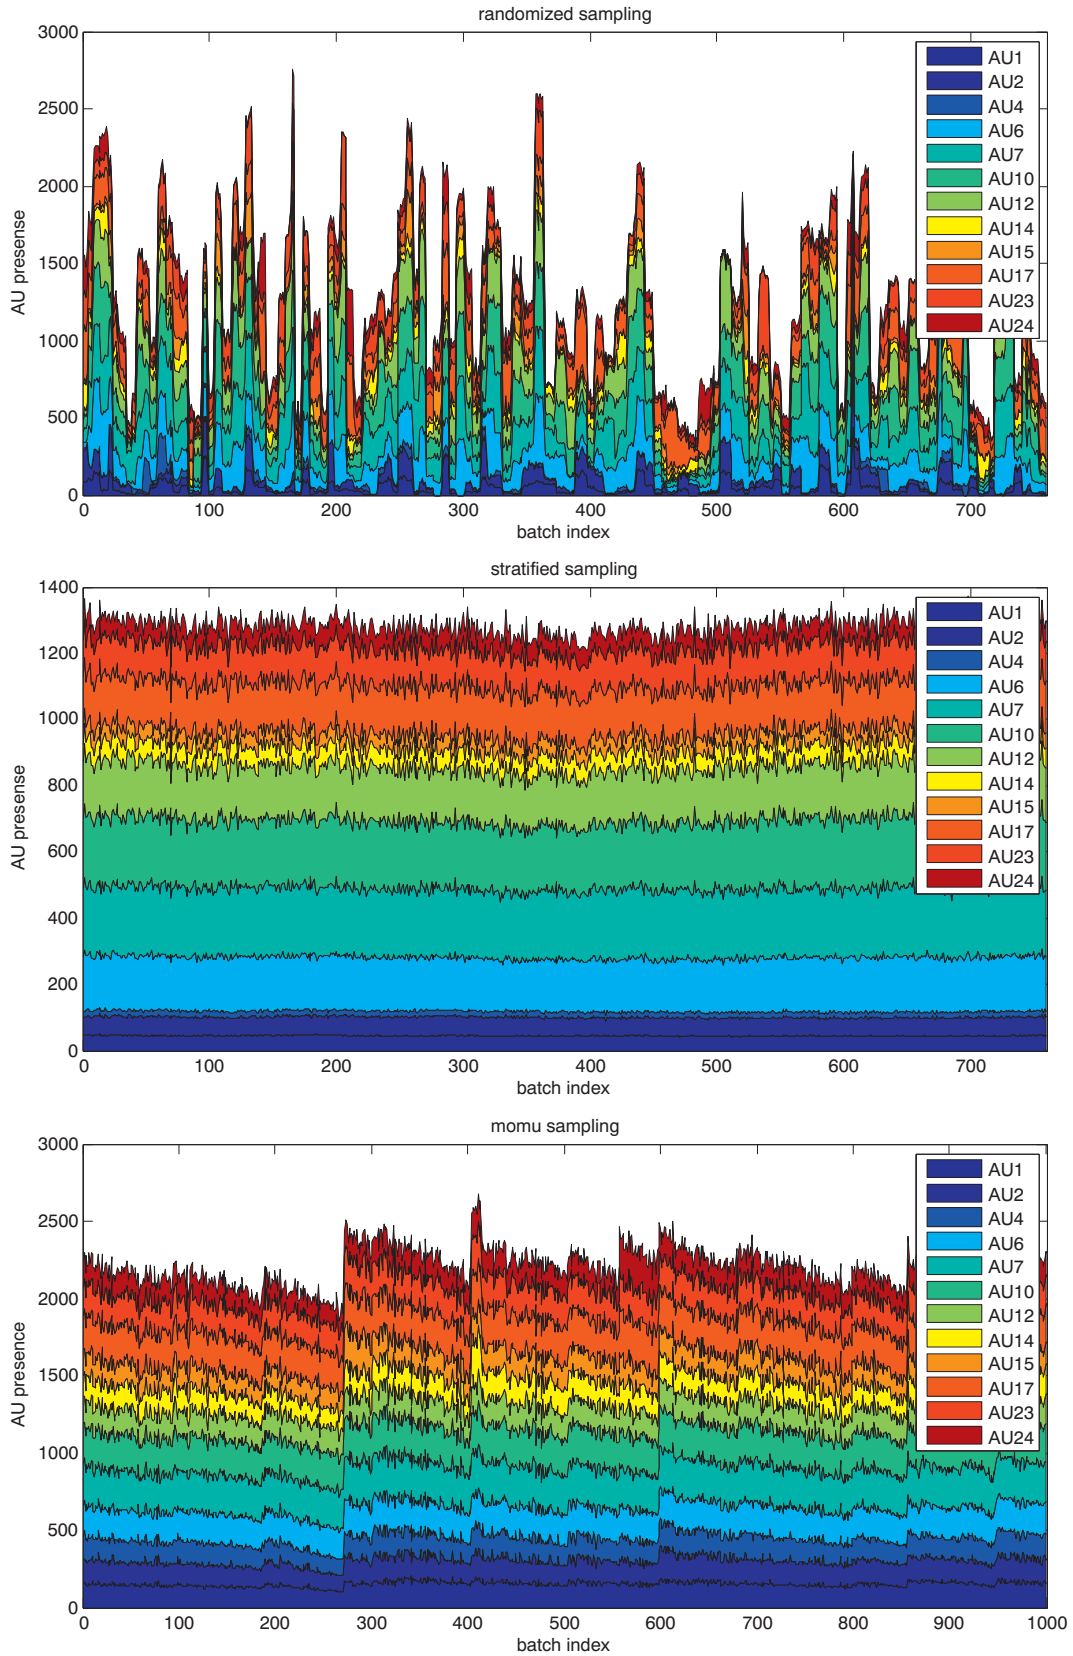 randomized sampling
3000
2500
2000
1500
1000
500
0
AU presense
0 100 200 300 400 500 600 700
batch index
AU1
AU2
AU4
AU6
AU7
AU10
AU12
AU14
AU15
AU17
AU23
AU24
stratified sampling
1400
1200
1000
800
600
400
200
0
AU presense
0 100 200 300 400 500 600 700
batch index
AU1
AU2
AU4
AU6
AU7
AU10
AU12
AU14
AU15
AU17
AU23
AU24
momu sampling
3000
2500
2000
1500
1000
500
0
AU presence
0 100 200 300 400 500 600 700 800 900 1000
batch index
AU1
AU2
AU4
AU6
AU7
AU10
AU12
AU14
AU15
AU17
AU23
AU24